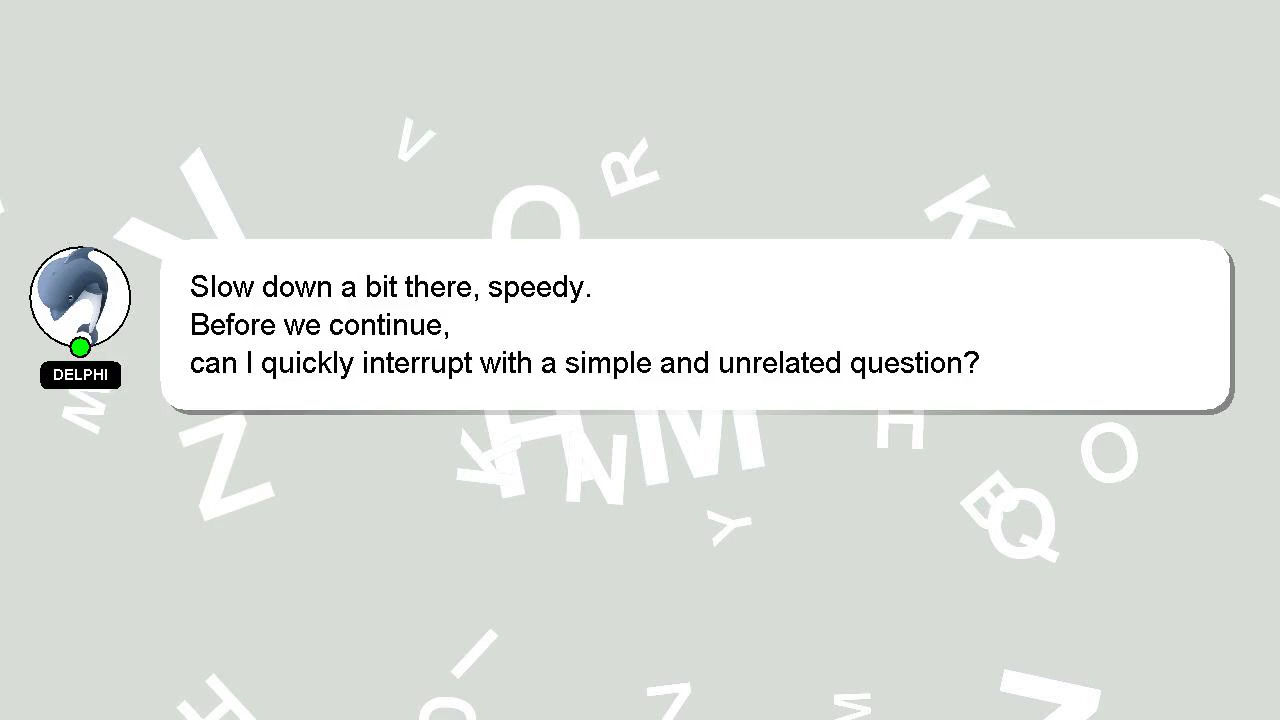 Slow down a bit there, speedy.
Before we continue,
can I quickly interrupt with a simple and unrelated question?
DELPHI
V
R
K
Y
O
M
Z
H
K
N
M
H
O
B
Q
Y
I
H
O
Z
M
N